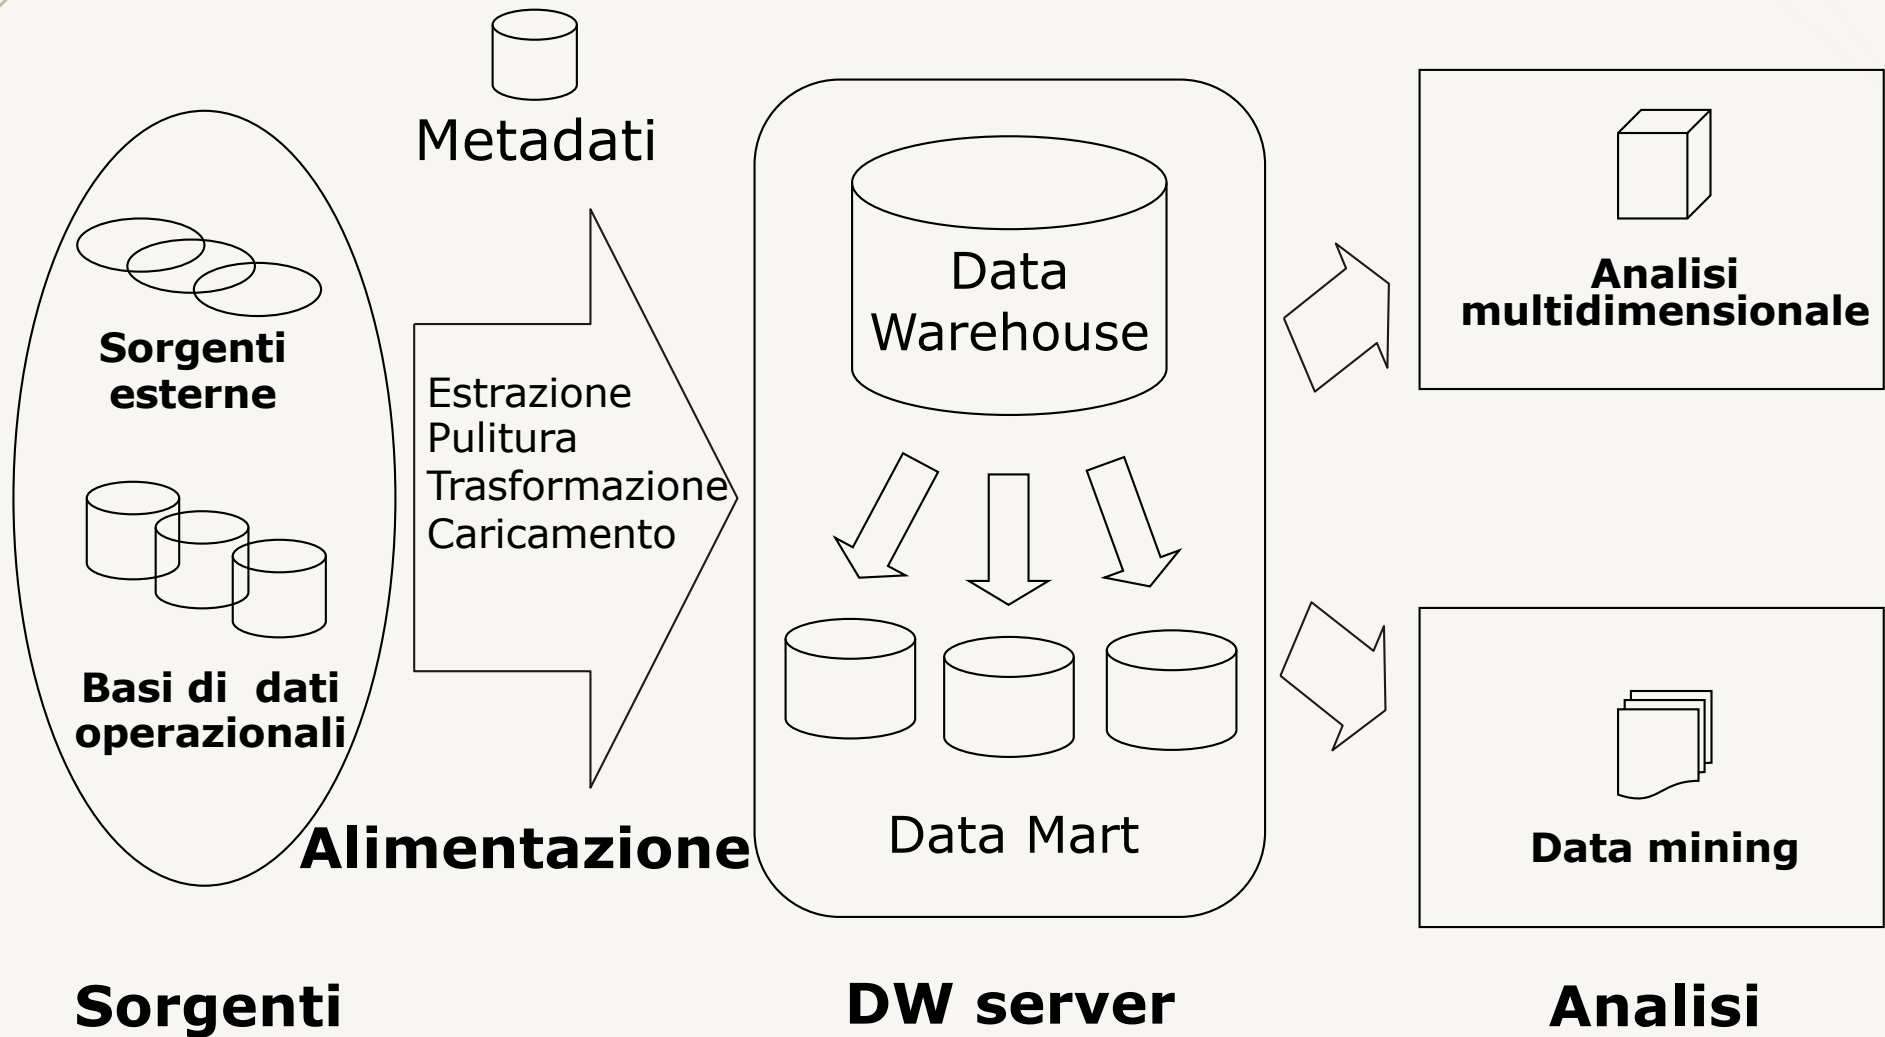 Metadati
Sorgenti
esterne
Basi di  dati
operazionali
Estrazione
Pulitura
Trasformazione
Caricamento
Alimentazione
Data
Warehouse
Data Mart
Analisi
multidimensionale
Data mining
Sorgenti
DW server
Analisi